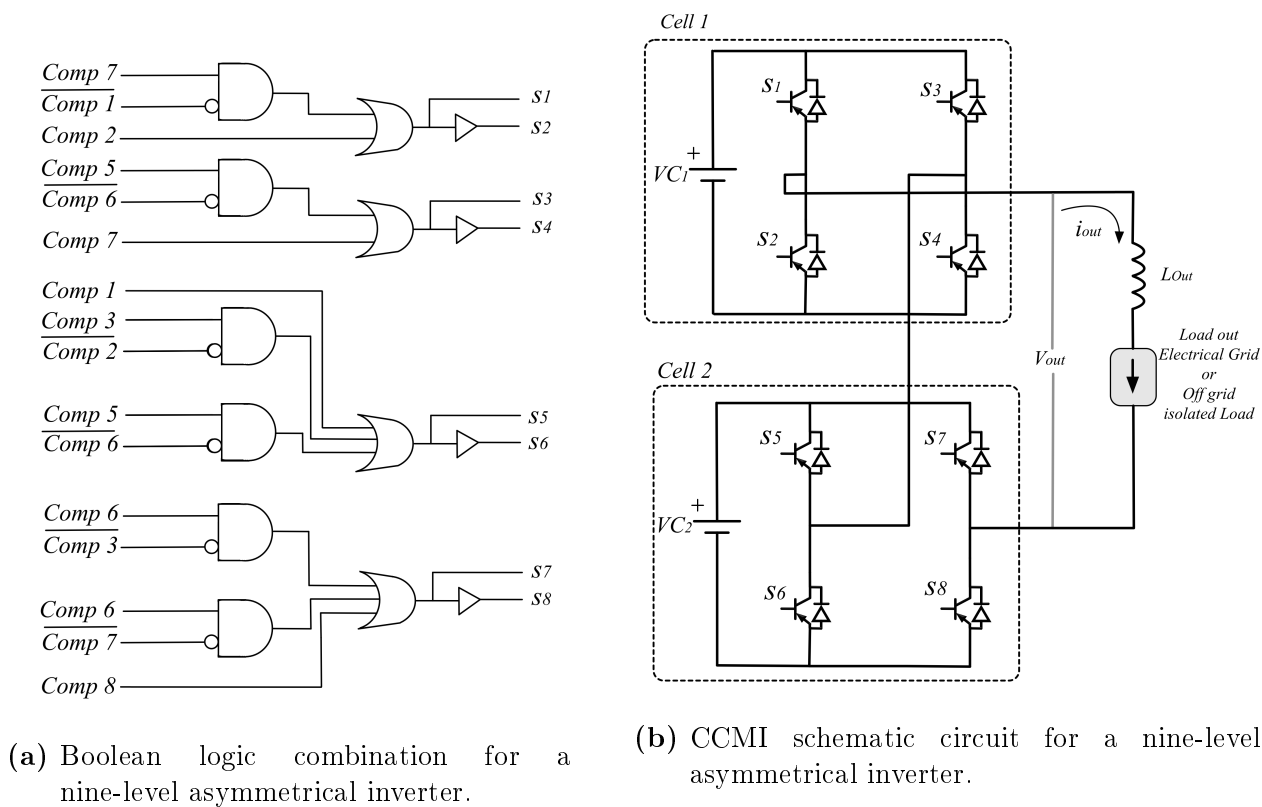 Comp 7
Comp 1
Comp 2
S1
S2
Comp 5
Comp 6
Comp 7
S3
S4
Comp 1
Comp 3
Comp 2
Comp 5
Comp 6
S5
S6
Comp 6
Comp 3
Comp 6
Comp 7
Comp 8
S7
S8
(a) Boolean logic combination for a
nine-level asymmetrical inverter.
Cell 1
S1
S3
+
VC1
S2
S4
iout
LOut
Vout
Load out
Electrical Grid
or
Off grid
isolated Load
Cell 2
S5
S7
+
VC2
S6
S8
(b) CCMI schematic circuit for a nine-level
asymmetrical inverter.